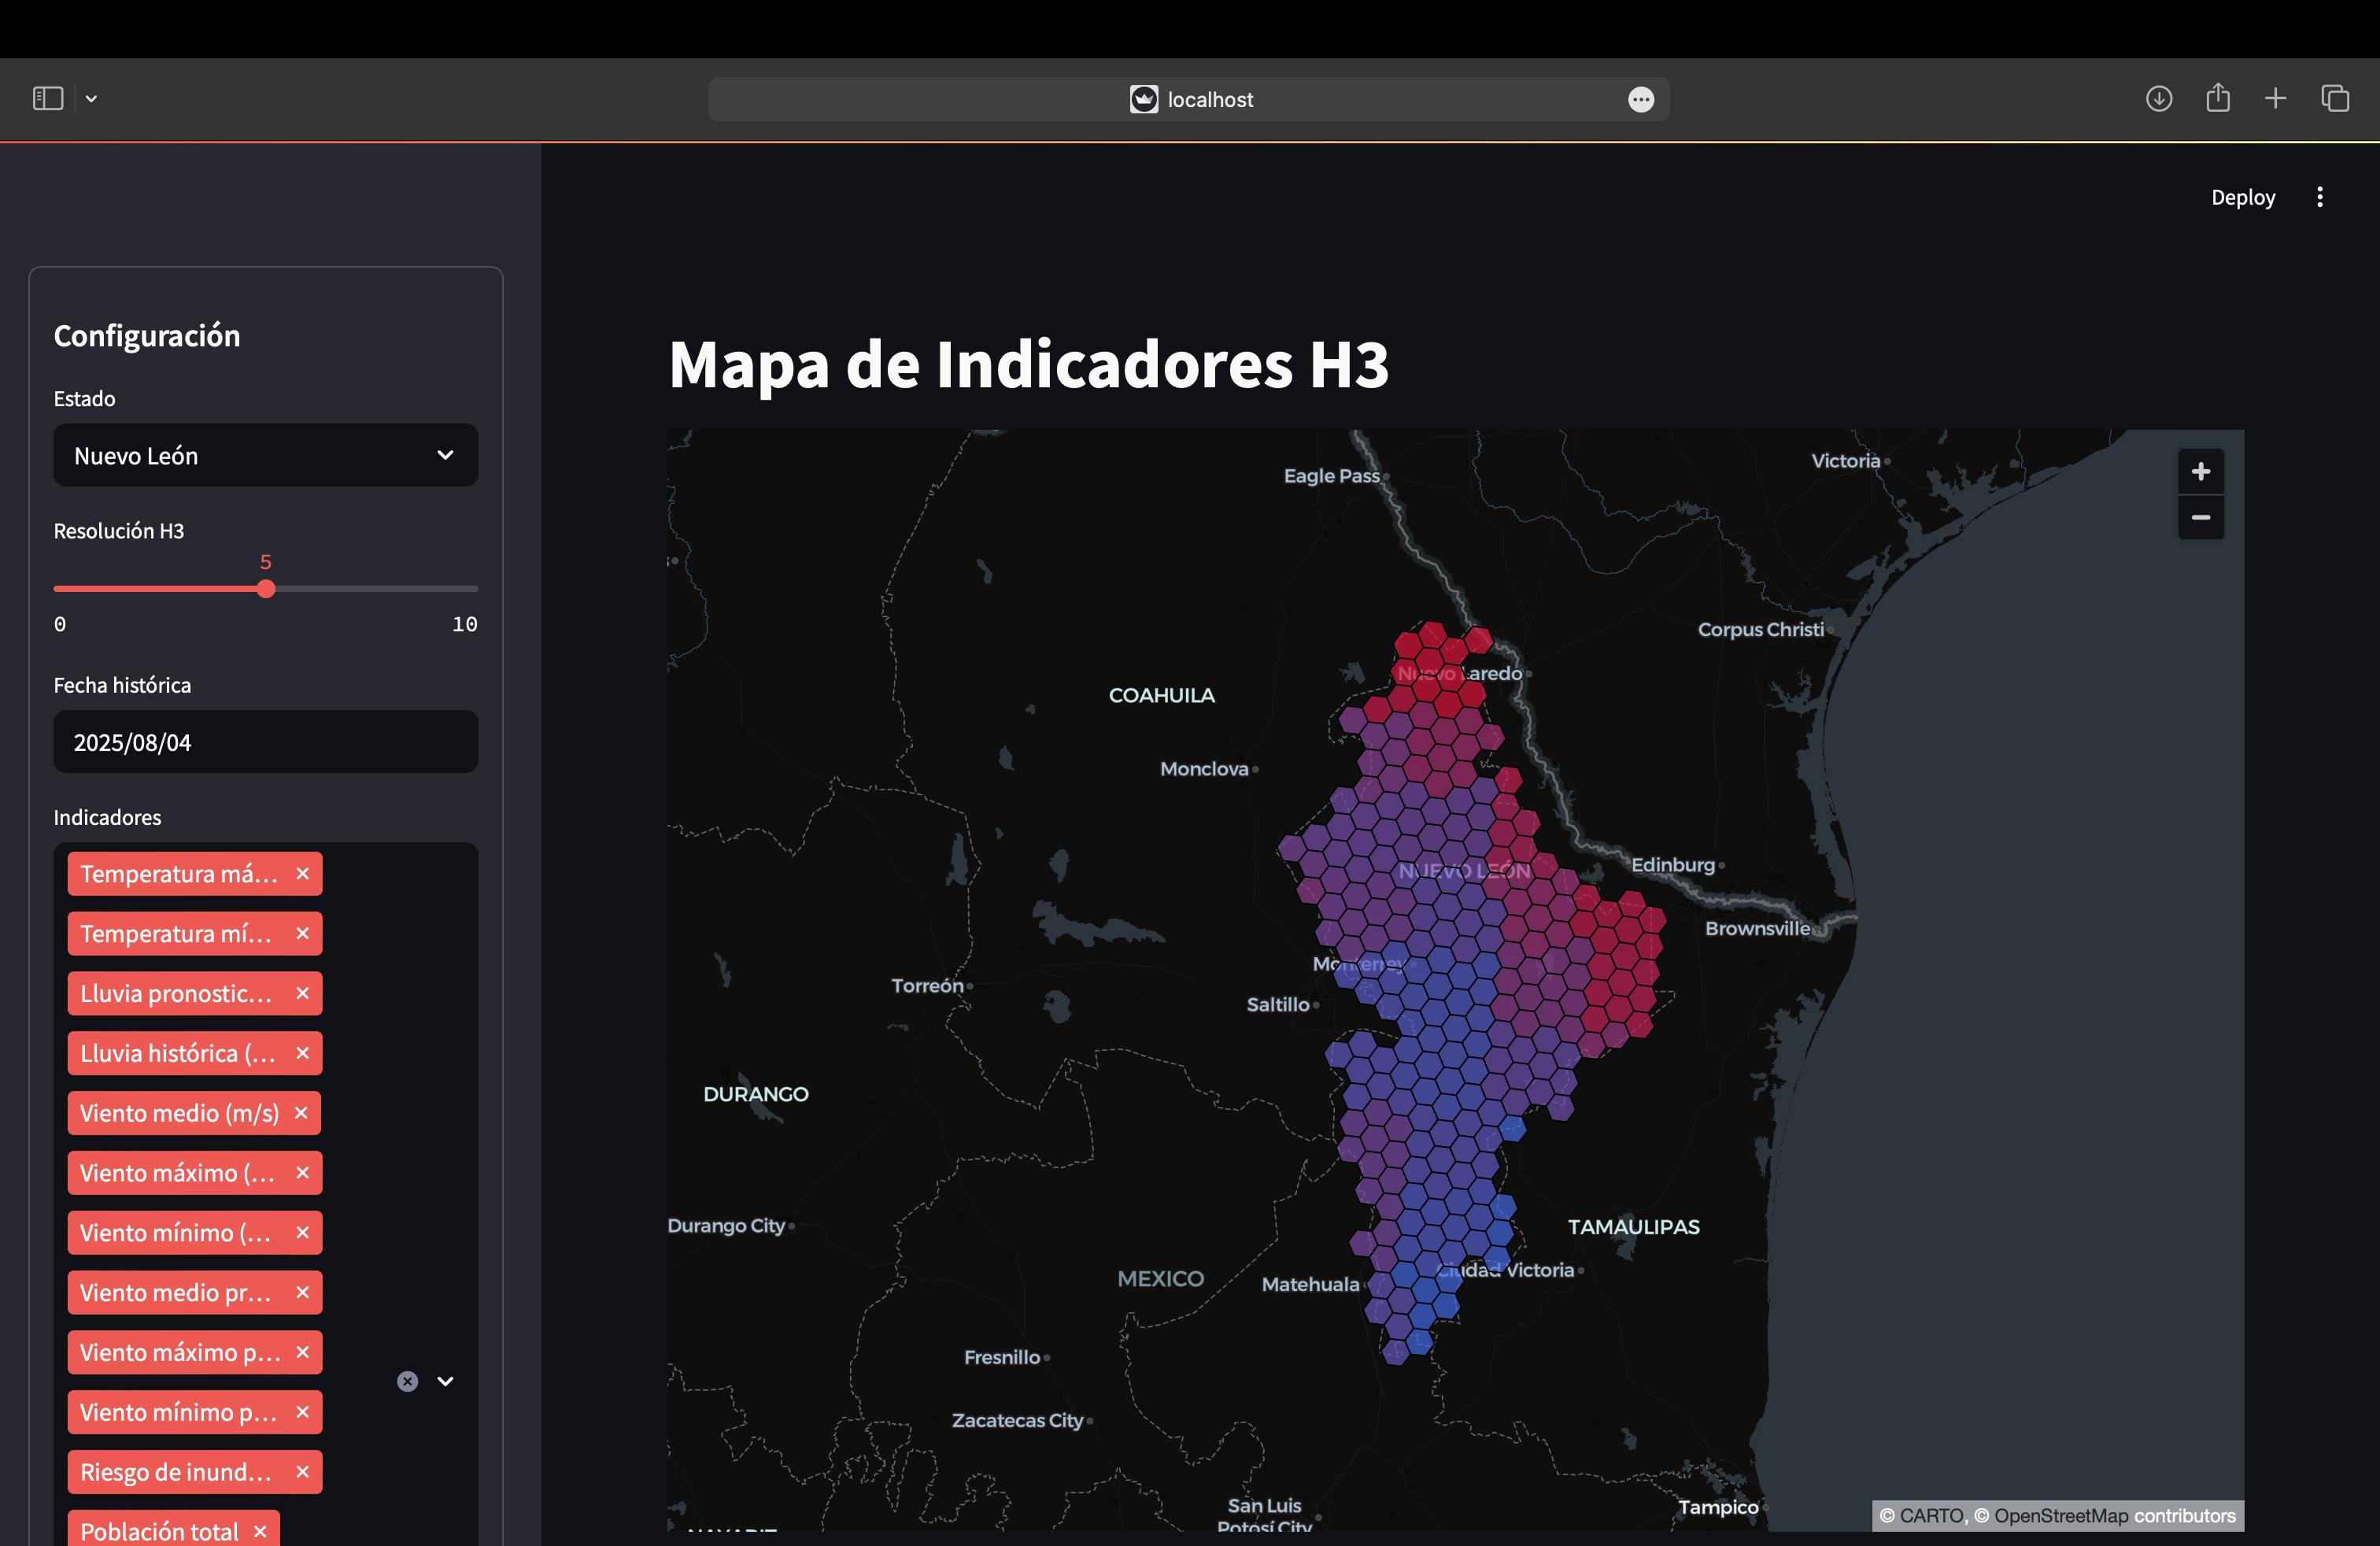 localhost
Deploy
Configuración
Estado
Nuevo León
Resolución H3
5
0
10
Fecha histórica
2025/08/04
Indicadores
Temperatura má...
Temperatura mí...
Lluvia pronostic...
Lluvia histórica (...
Viento medio (m/s)
Viento máximo (...
Viento mínimo (...
Viento medio pr...
Viento máximo p...
Viento mínimo p...
Riesgo de inund...
Población total
Mapa de Indicadores H3
Victoria
Eagle Pass
Corpus Christi
Nuevo Laredo
COAHUILA
Monclova
Edinburg
NUEVO LEÓN
Brownsville
Monterrey
Torreón
Saltillo
DURANGO
Durango City
TAMAULIPAS
Ciudad Victoria
MEXICO
Matehuala
Fresnillo
Zacatecas City
San Luis
Potosí City
Tampico
NAYARIT
© CARTO, © OpenStreetMap contributors